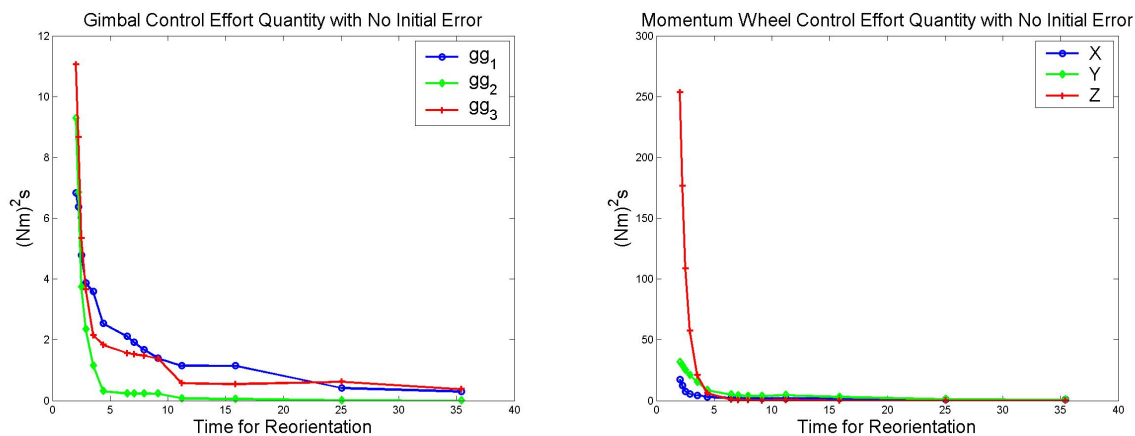 Gimbal Control Effort Quantity with No Initial Error
12
10
8
6
4
2
0
(Nm)²s
gg₁
gg₂
gg₃
0 5 10 15 20 25 30 35 40
Time for Reorientation
Momentum Wheel Control Effort Quantity with No Initial Error
300
250
200
150
100
50
0
(Nm)²s
X
Y
Z
0 5 10 15 20 25 30 35 40
Time for Reorientation